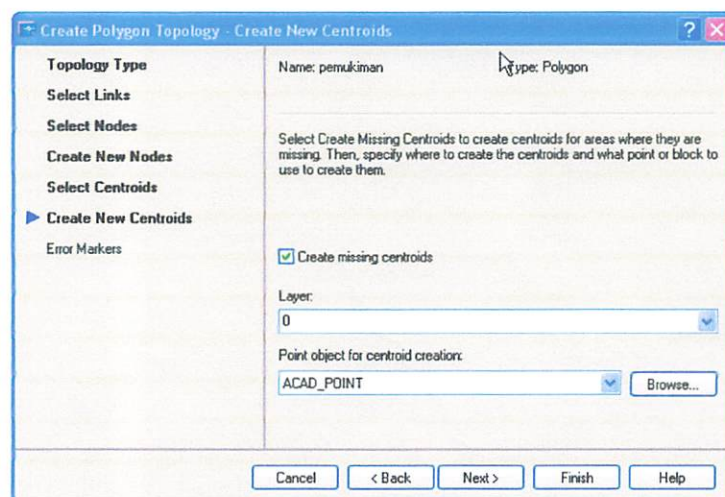 Create Polygon Topology - Create New Centroids
Topology Type
Select Links
Select Nodes
Create New Nodes
Select Centroids
Create New Centroids
Error Markers
Name: pemukiman
Type: Polygon
Select Create Missing Centroids to create centroids for areas where they are
missing. Then, specify where to create the centroids and what point or block to
use to create them.
Create missing centroids
Layer:
0
Point object for centroid creation:
ACAD_POINT
Browse...
Cancel
< Back
Next >
Finish
Help